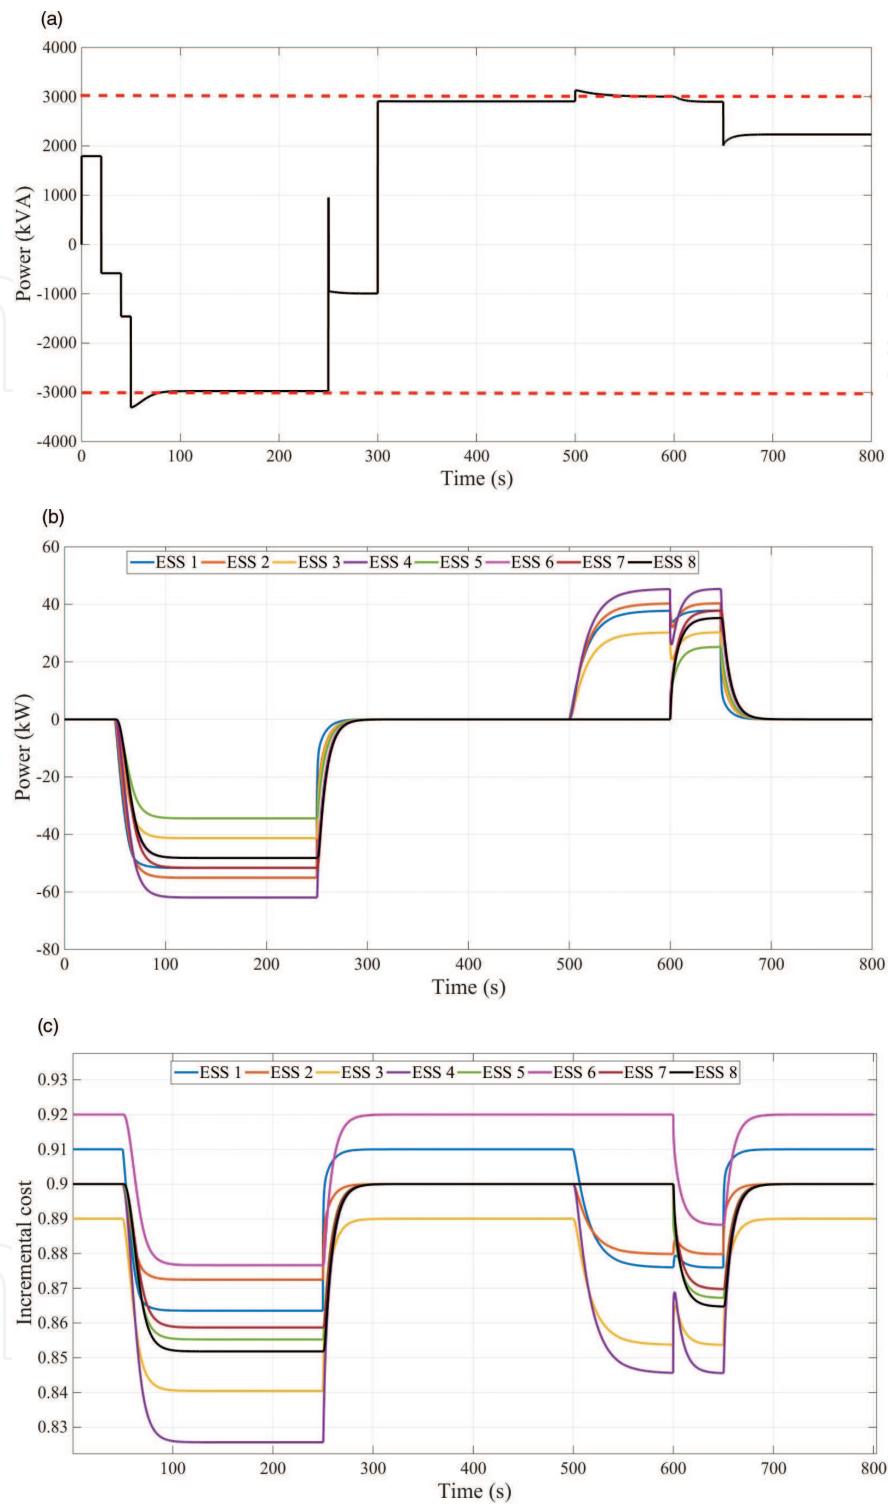 (a)
4000
3000
2000
1000
0
-1000
-2000
-3000
-4000
Power (kVA)
0 100 200 300 400 500 600 700 800
Time (s)
(b)
ESS 1 ESS 2 ESS 3 ESS 4 ESS 5 ESS 6 ESS 7 ESS 8
60
40
20
0
-20
-40
-60
-80
Power (kW)
0 100 200 300 400 500 600 700 800
Time (s)
(c)
ESS 1 ESS 2 ESS 3 ESS 4 ESS 5 ESS 6 ESS 7 ESS 8
0.93
0.92
0.91
0.9
0.89
0.88
0.87
0.86
0.85
0.84
0.83
Incremental cost
100 200 300 400 500 600 700 800
Time (s)